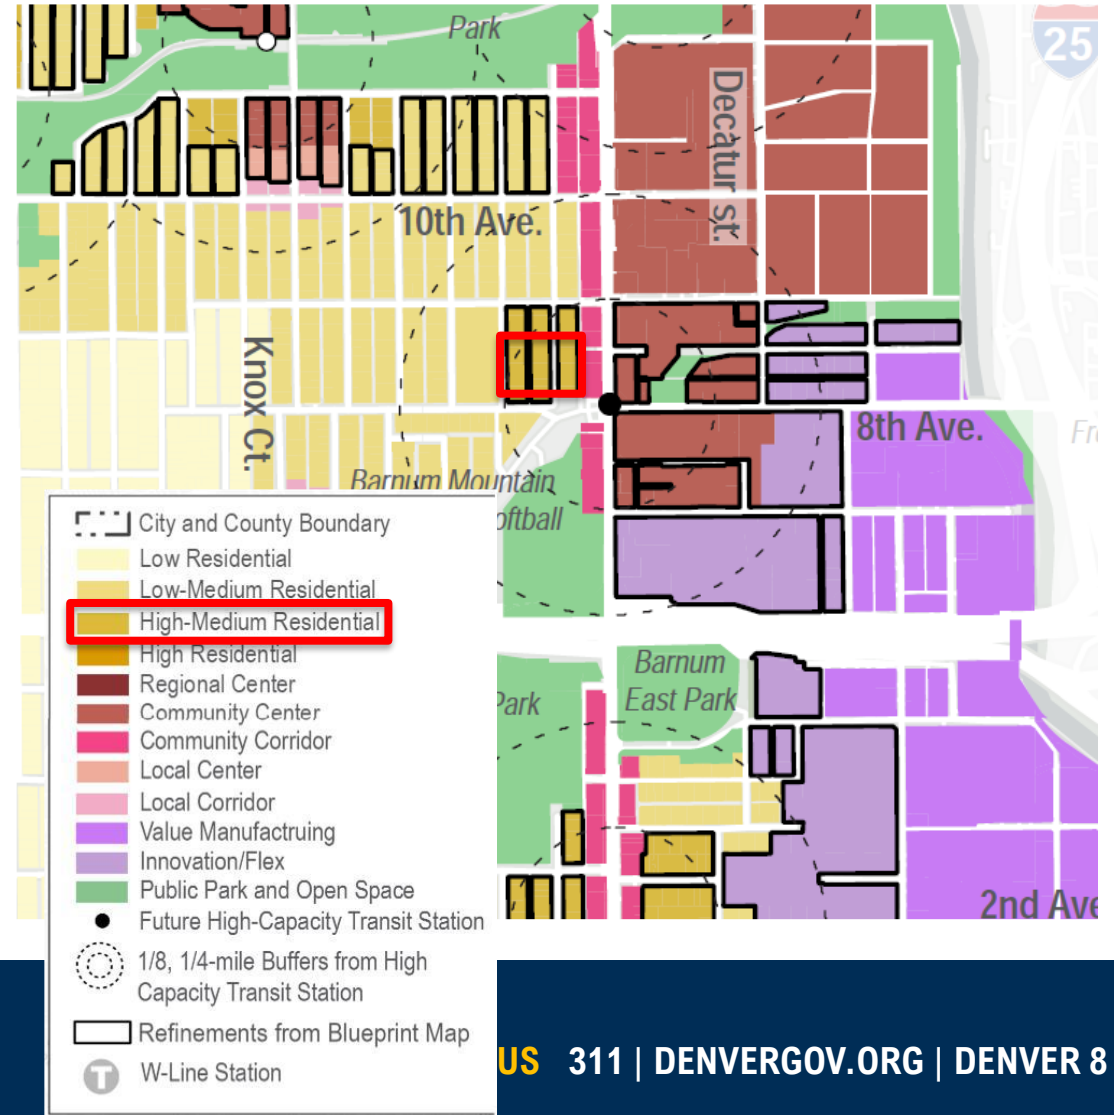 Park
25
Decatur st.
10th Ave.
Knox Ct.
8th Ave.
Barnum Mountain
oftball
City and County Boundary
Low Residential
Low-Medium Residential
High-Medium Residential
High Residential
Regional Center
Community Center
Community Corridor
Local Center
Local Corridor
Value Manufactruing
Innovation/Flex
Public Park and Open Space
Future High-Capacity Transit Station
1/8, 1/4-mile Buffers from High
Capacity Transit Station
Refinements from Blueprint Map
T W-Line Station
Park
Barnum
East Park
2nd Ave
US 311 | DENVERGOV.ORG | DENVER 8